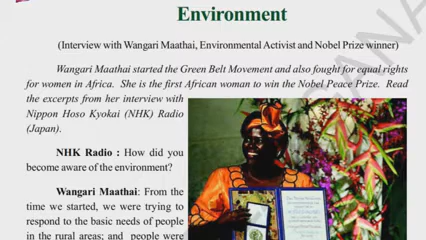 Environment
(Interview with Wangari Maathai, Environmental Activist and Nobel Prize winner)
Wangari Maathai started the Green Belt Movement and also fought for equal rights
for women in Africa. She is the first African woman to win the Nobel Peace Prize. Read
the excerpts from her interview with
Nippon Hoso Kyokai (NHK) Radio
(Japan).
NHK Radio : How did you
become aware of the environment?
Wangari Maathai: From the
time we started, we were trying to
respond to the basic needs of people
in the rural areas; and people were